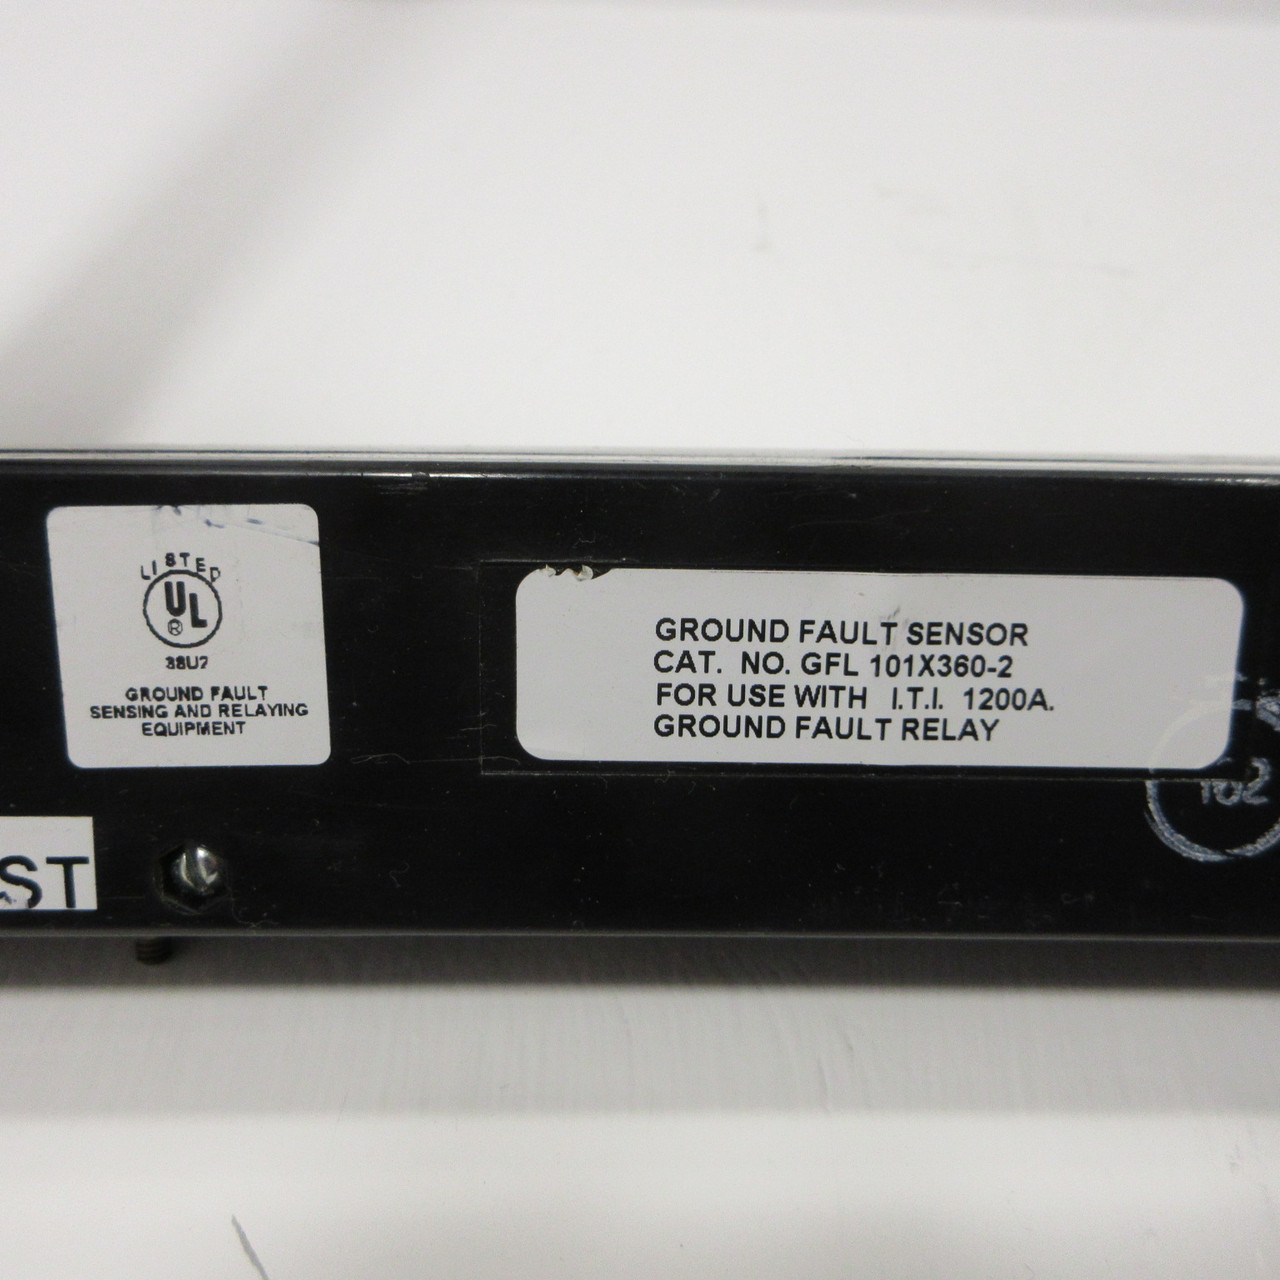 LISTED
UL
®
38U7
GROUND FAULT
SENSING AND RELAYING
EQUIPMENT
GROUND FAULT SENSOR
CAT. NO. GFL 101X360-2
FOR USE WITH I.T.I. 1200A.
GROUND FAULT RELAY
ST
102